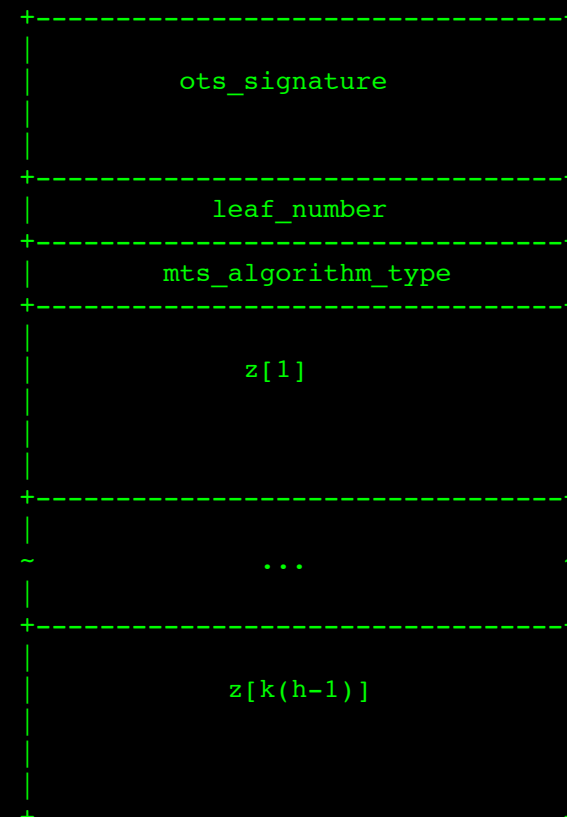 ots_signature
leaf_number
mts_algorithm_type
z[1]
...
z[k(h-1)]